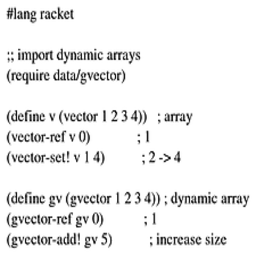 #lang racket
;; import dynamic arrays
(require data/gvector)
(define v (vector 1 2 3 4)) ; array
(vector-ref v 0) ; 1
(vector-set! v 1 4) ; 2 -> 4
(define gv (gvector 1 2 3 4)) ; dynamic array
(gvector-ref gv 0) ; 1
(gvector-add! gv 5) ; increase size